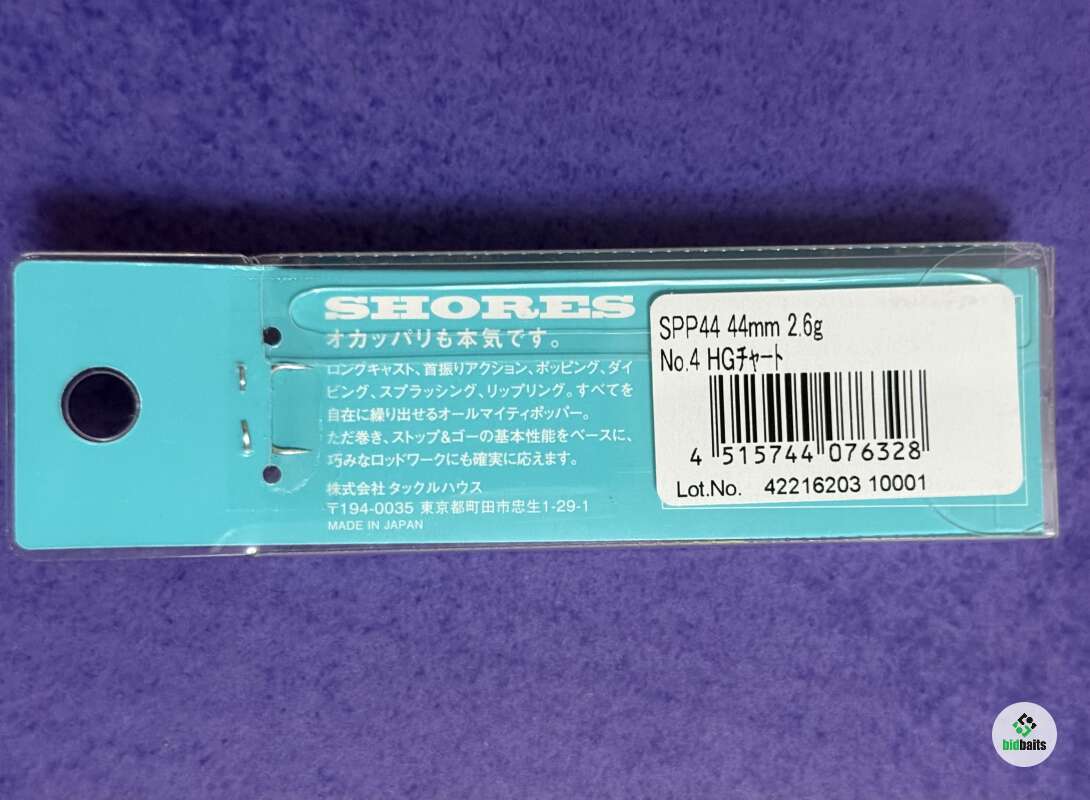 SHORES
オカッパリも本気です。
ロングキャスト、首振りアクション、ポッピング、ダイ
ビング、スプラッシング、リップリング。すべてを
自在に繰り出せるオールマイティポッパー。
ただ巻き、ストップ&ゴーの基本性能をベースに、
巧みなロッドワークにも確実に応えます。
株式会社 タックルハウス
〒194-0035 東京都町田市忠生1-29-1
MADE IN JAPAN
SPP44 44mm 2.6g
No.4 HGチャート
4 515744 076328
Lot.No. 42216203 10001
bidbaits